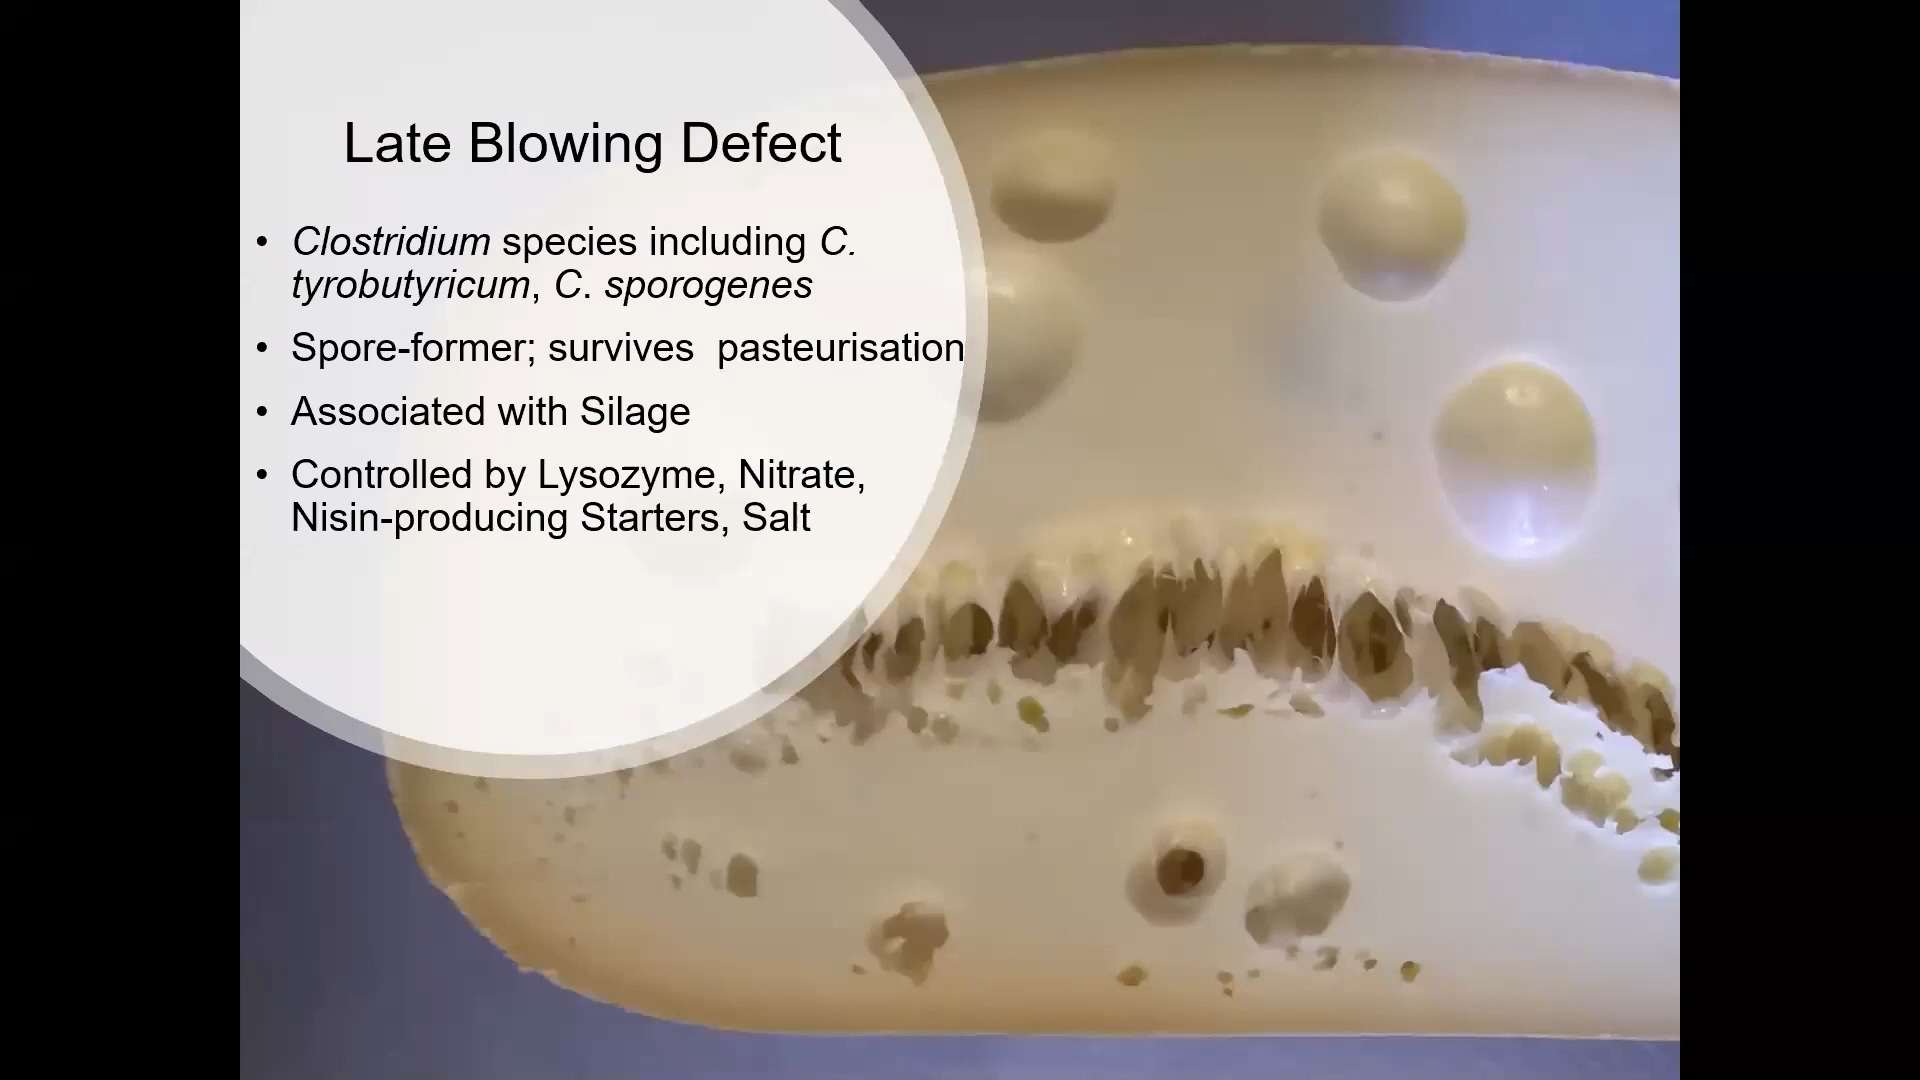 Late Blowing Defect
• Clostridium species including C.
tyrobutyricum, C. sporogenes
• Spore-former; survives  pasteurisation
• Associated with Silage
• Controlled by Lysozyme, Nitrate,
Nisin-producing Starters, Salt